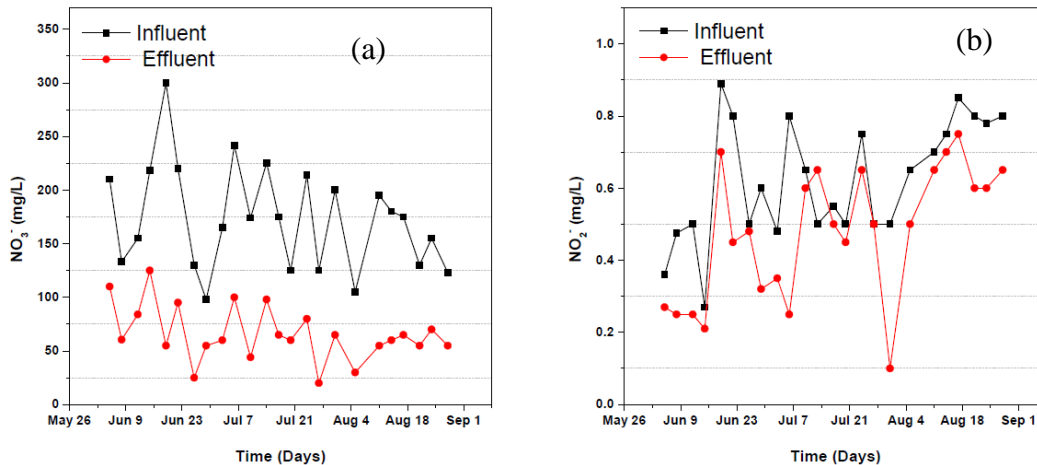 Influent
Effluent
(a)
350
300
250
200
150
100
50
0
NO3- (mg/L)
May 26 Jun 9 Jun 23 Jul 7 Jul 21 Aug 4 Aug 18 Sep 1
Time (Days)
Influent
Effluent
(b)
1.0
0.8
0.6
0.4
0.2
0.0
NO2- (mg/L)
May 26 Jun 9 Jun 23 Jul 7 Jul 21 Aug 4 Aug 18 Sep 1
Time (Days)